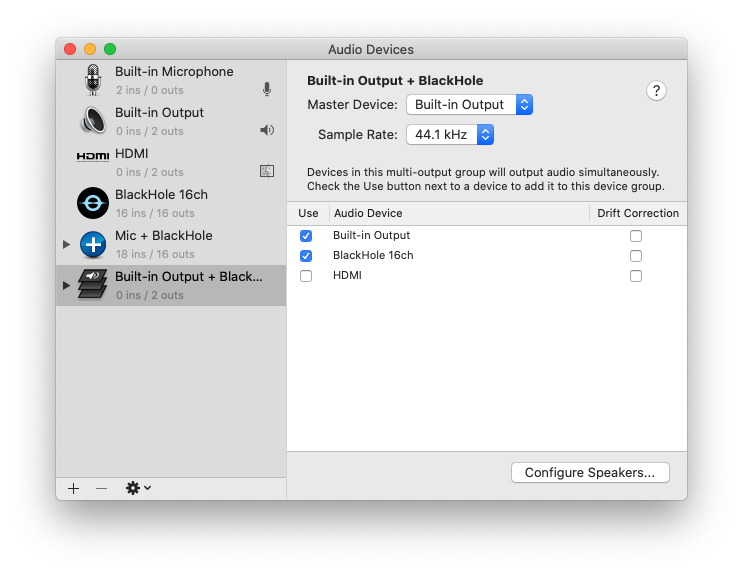 Audio Devices
Built-in Microphone
2 ins / 0 outs
Built-in Output
0 ins / 2 outs
HDMI
HDMI
0 ins / 2 outs
BlackHole 16ch
16 ins / 16 outs
Mic + BlackHole
18 ins / 16 outs
Built-in Output + Black...
0 ins / 2 outs
Built-in Output + BlackHole
?
Master Device: Built-in Output
Sample Rate: 44.1 kHz
Devices in this multi-output group will output audio simultaneously.
Check the Use button next to a device to add it to this device group.
Use Audio Device Drift Correction
Built-in Output
BlackHole 16ch
HDMI
Configure Speakers...